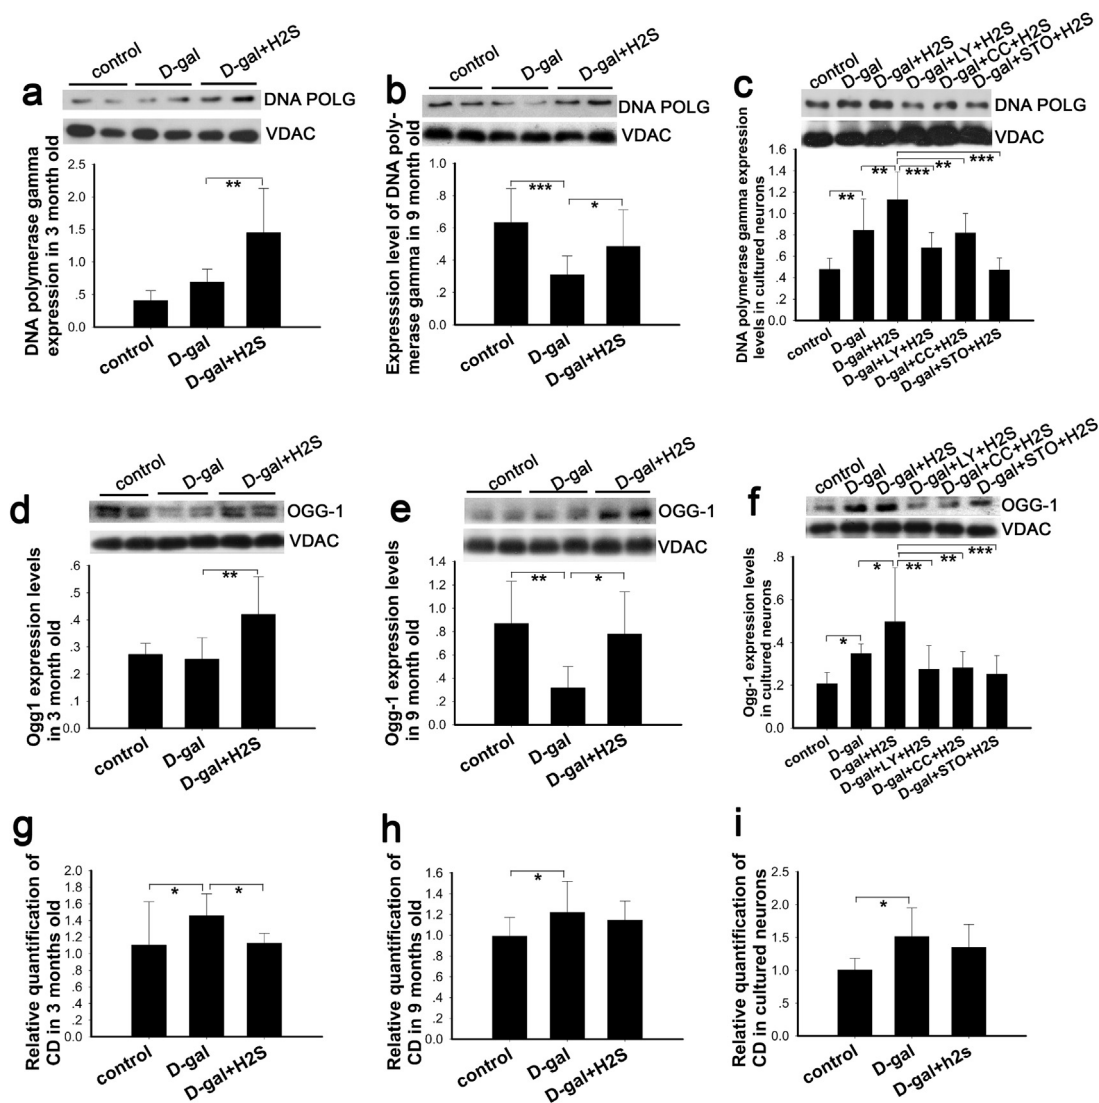 a
control
D-gal
D-gal+H2S
DNA POLG
VDAC
DNA polymerase gamma
expression in 3 month old
2.5
2.0
1.5
1.0
.5
0.0
**
control
D-gal
D-gal+H2S
b
control
D-gal
D-gal+H2S
DNA POLG
VDAC
Expresssion level of DNA poly-
merase gamma in 9 month old
1.0
.8
.6
.4
.2
0.0
***
*
control
D-gal
D-gal+H2S
c
control
D-gal
D-gal+H2S
D-gal+LY+H2S
D-gal+CC+H2S
D-gal+STO+H2S
DNA POLG
VDAC
DNA polymerase gamma expression
levels in cultured neurons
1.6
1.4
1.2
1.0
.8
.6
.4
.2
0.0
**
**
***
**
***
control
D-gal
D-gal+H2S
D-gal+LY+H2S
D-gal+CC+H2S
D-gal+STO+H2S
d
control
D-gal
D-gal+H2S
OGG-1
VDAC
Ogg1 expression levels
in 3 month old
.6
.5
.4
.3
.2
.1
0.0
**
control
D-gal
D-gal+H2S
e
control
D-gal
D-gal+H2S
OGG-1
VDAC
Ogg-1 expression levels
in 9 month old
1.4
1.2
1.0
.8
.6
.4
.2
0.0
**
*
control
D-gal
D-gal+H2S
f
control
D-gal
D-gal+H2S
D-gal+LY+H2S
D-gal+CC+H2S
D-gal+STO+H2S
OGG-1
VDAC
Ogg-1 expression levels
in cultured neurons
.8
.6
.4
.2
0.0
*
*
**
**
***
control
D-gal
D-gal+H2S
D-gal+LY+H2S
D-gal+CC+H2S
D-gal+STO+H2S
g
Relative quantification of
CD in 3 months old
2.0
1.8
1.6
1.4
1.2
1.0
.8
.6
.4
.2
0.0
*
*
control
D-gal
D-gal+H2S
h
Relative quantification of
CD in 9 months old
1.6
1.4
1.2
1.0
.8
.6
.4
.2
0.0
*
control
D-gal
D-gal+H2S
i
Relative quantification of
CD in cultured neurons
2.5
2.0
1.5
1.0
.5
0.0
*
control
D-gal
D-gal+h2s